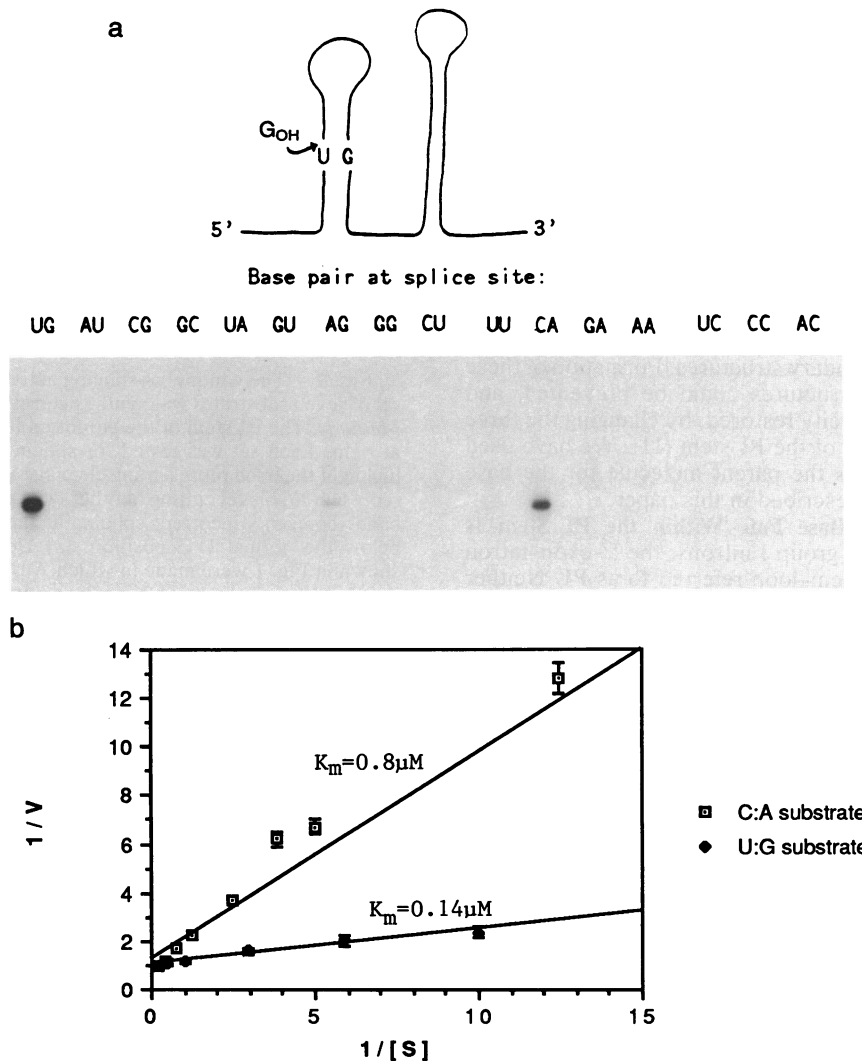 a
G_OH
U G
5' 3'
Base pair at splice site:
UG AU CG GC UA GU AG GG CU UU CA GA AA UC CC AC
b
14
12
10
8
6
4
2
0
1 / V
K_m=0.8μM
K_m=0.14μM
C:A substrate
U:G substrate
0 5 10 15
1 / [ S ]